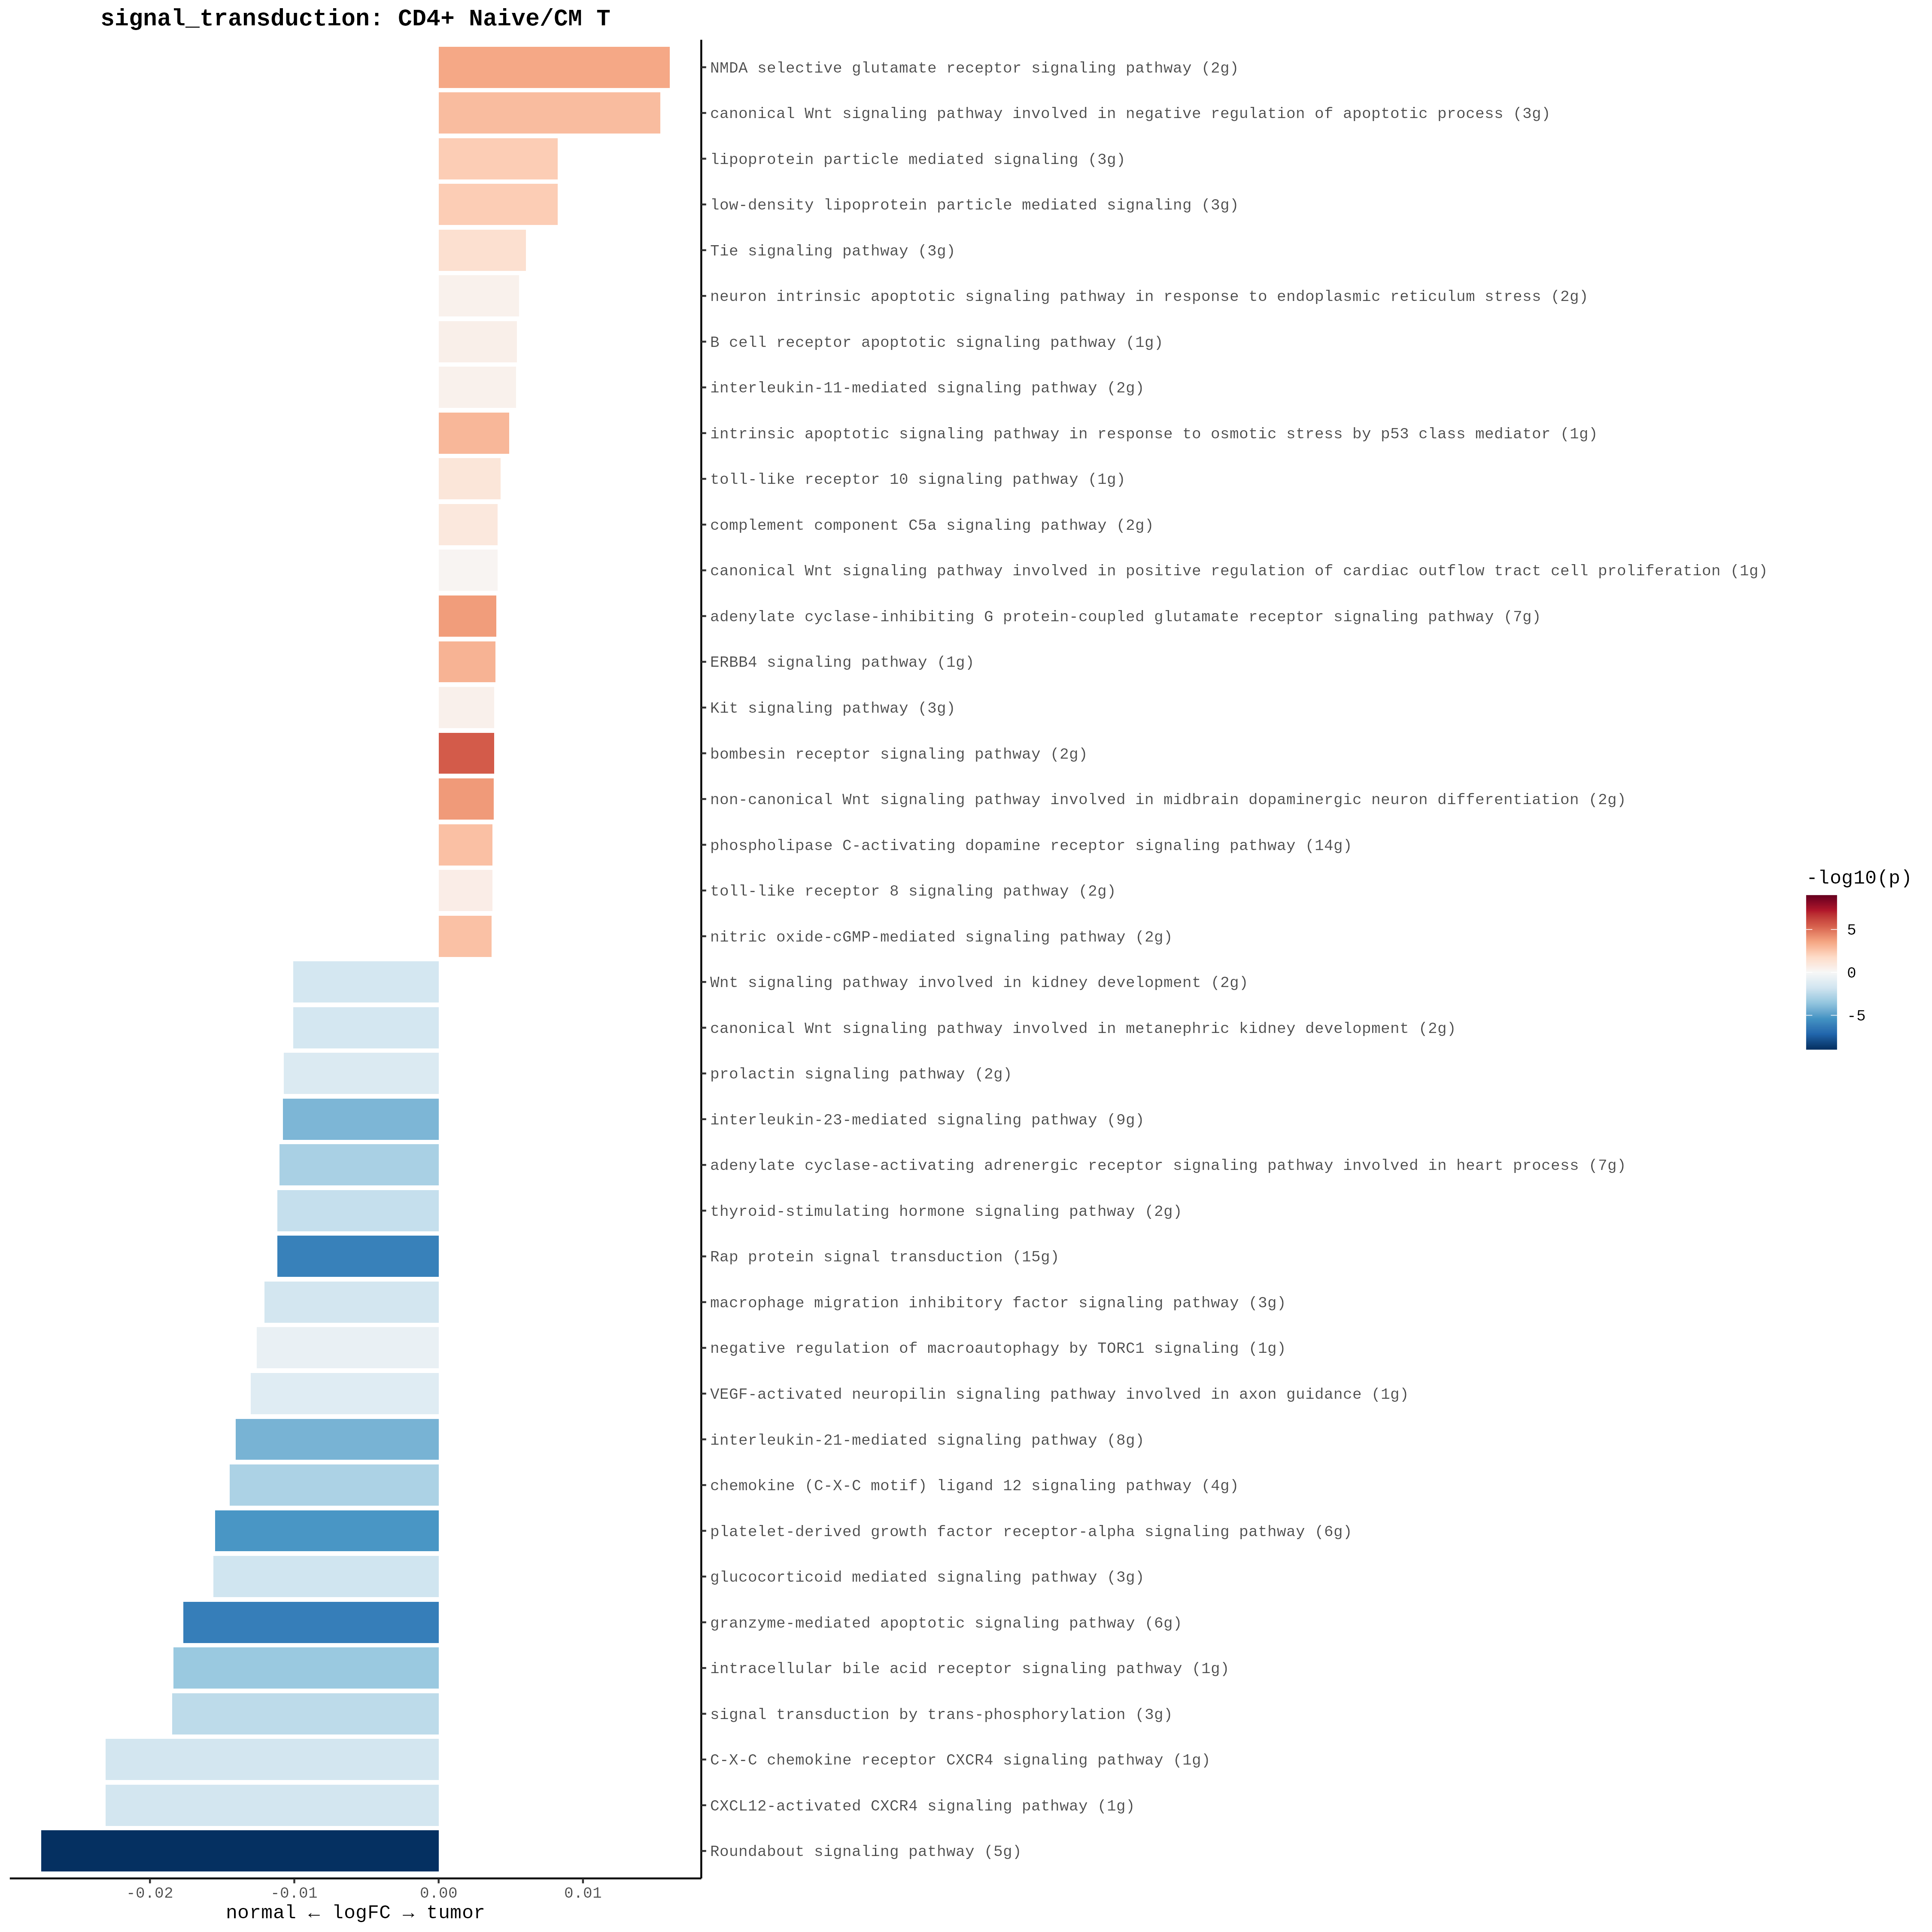 signal_transduction: CD4+ Naive/CM T
NMDA selective glutamate receptor signaling pathway (2g)
canonical Wnt signaling pathway involved in negative regulation of apoptotic process (3g)
lipoprotein particle mediated signaling (3g)
low-density lipoprotein particle mediated signaling (3g)
Tie signaling pathway (3g)
neuron intrinsic apoptotic signaling pathway in response to endoplasmic reticulum stress (2g)
B cell receptor apoptotic signaling pathway (1g)
interleukin-11-mediated signaling pathway (2g)
intrinsic apoptotic signaling pathway in response to osmotic stress by p53 class mediator (1g)
toll-like receptor 10 signaling pathway (1g)
complement component C5a signaling pathway (2g)
canonical Wnt signaling pathway involved in positive regulation of cardiac outflow tract cell proliferation (1g)
adenylate cyclase-inhibiting G protein-coupled glutamate receptor signaling pathway (7g)
ERBB4 signaling pathway (1g)
Kit signaling pathway (3g)
bombesin receptor signaling pathway (2g)
non-canonical Wnt signaling pathway involved in midbrain dopaminergic neuron differentiation (2g)
phospholipase C-activating dopamine receptor signaling pathway (14g)
toll-like receptor 8 signaling pathway (2g)
nitric oxide-cGMP-mediated signaling pathway (2g)
Wnt signaling pathway involved in kidney development (2g)
canonical Wnt signaling pathway involved in metanephric kidney development (2g)
prolactin signaling pathway (2g)
interleukin-23-mediated signaling pathway (9g)
adenylate cyclase-activating adrenergic receptor signaling pathway involved in heart process (7g)
thyroid-stimulating hormone signaling pathway (2g)
Rap protein signal transduction (15g)
macrophage migration inhibitory factor signaling pathway (3g)
negative regulation of macroautophagy by TORC1 signaling (1g)
VEGF-activated neuropilin signaling pathway involved in axon guidance (1g)
interleukin-21-mediated signaling pathway (8g)
chemokine (C-X-C motif) ligand 12 signaling pathway (4g)
platelet-derived growth factor receptor-alpha signaling pathway (6g)
glucocorticoid mediated signaling pathway (3g)
granzyme-mediated apoptotic signaling pathway (6g)
intracellular bile acid receptor signaling pathway (1g)
signal transduction by trans-phosphorylation (3g)
C-X-C chemokine receptor CXCR4 signaling pathway (1g)
CXCL12-activated CXCR4 signaling pathway (1g)
Roundabout signaling pathway (5g)
-0.02 -0.01 0.00 0.01
normal ← logFC → tumor
-log10(p)
5
0
-5